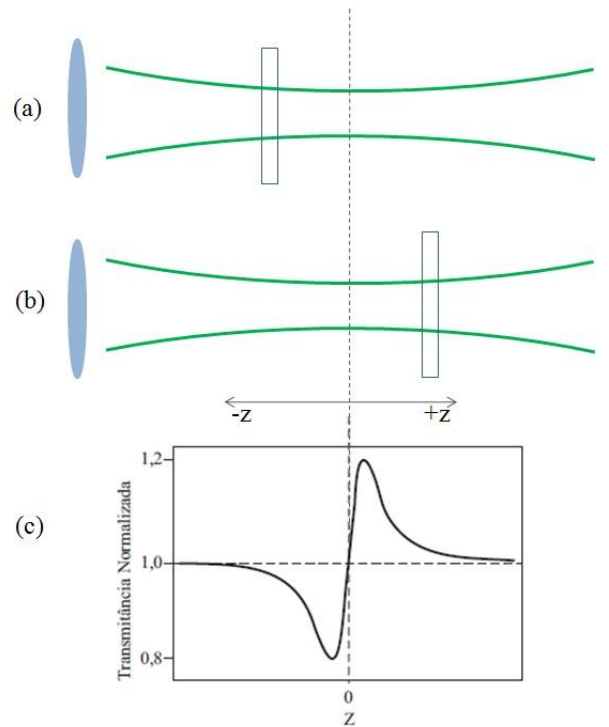 (a)
(b)
-z +z
(c)
Transmitância Normalizada
1,2
1,0
0,8
0
Z